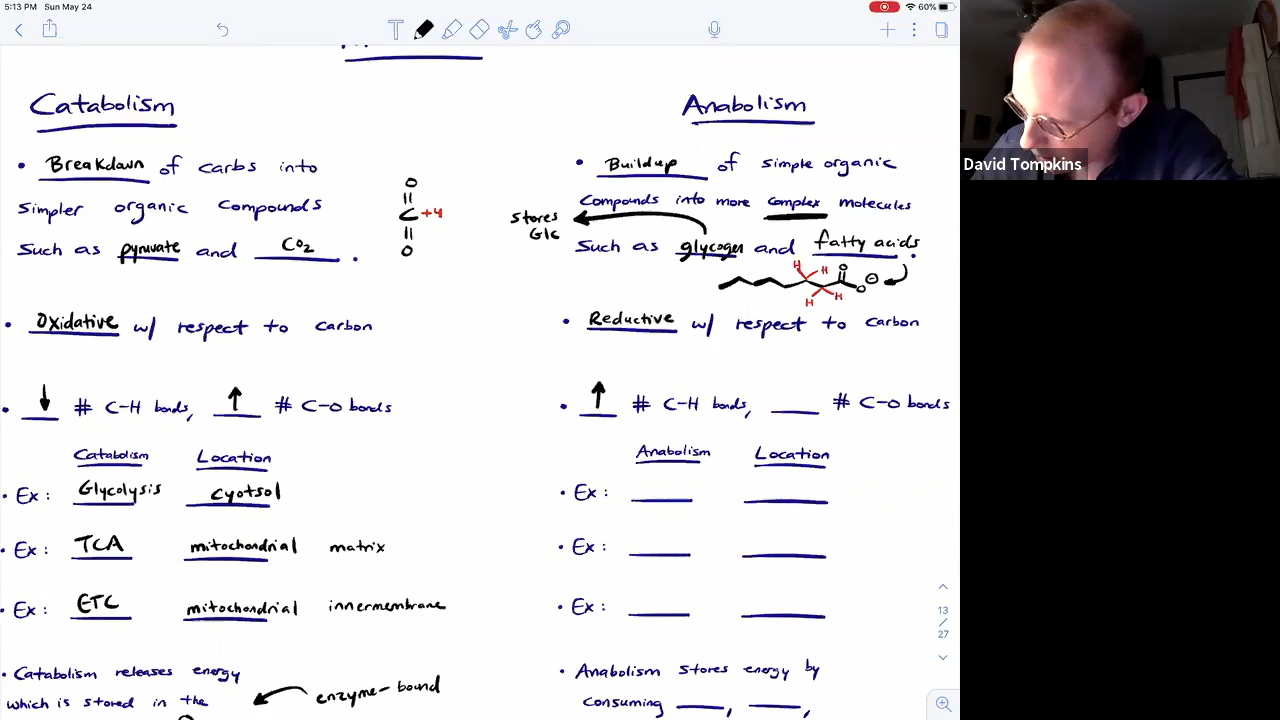 5:13 PM Sun May 24
60%
Catabolism
• Breakdown of carbs into
simpler organic compounds
Such as pyruvate and CO2 .
O
C +4
O
• Oxidative w/ respect to carbon
• ↓ # C-H bonds, ↑ # C-O bonds
Catabolism Location
• Ex: Glycolysis cyotsol
• Ex: TCA mitochondrial matrix
• Ex: ETC mitochondrial innermembrane
• Catabolism releases energy
which is stored in the
enzyme-bound
Anabolism
• Buildup of simple organic
Compounds into more complex molecules
Such as glycogen and fatty acids .
Stores
Glc
H H O O ⊖
H H
• Reductive w/ respect to carbon
• ↑ # C-H bonds, ___ # C-O bonds
Anabolism Location
• Ex: ___ ___
• Ex: ___ ___
• Ex: ___ ___
• Anabolism stores energy by
consuming ___, ___,
13
/
27
David Tompkins